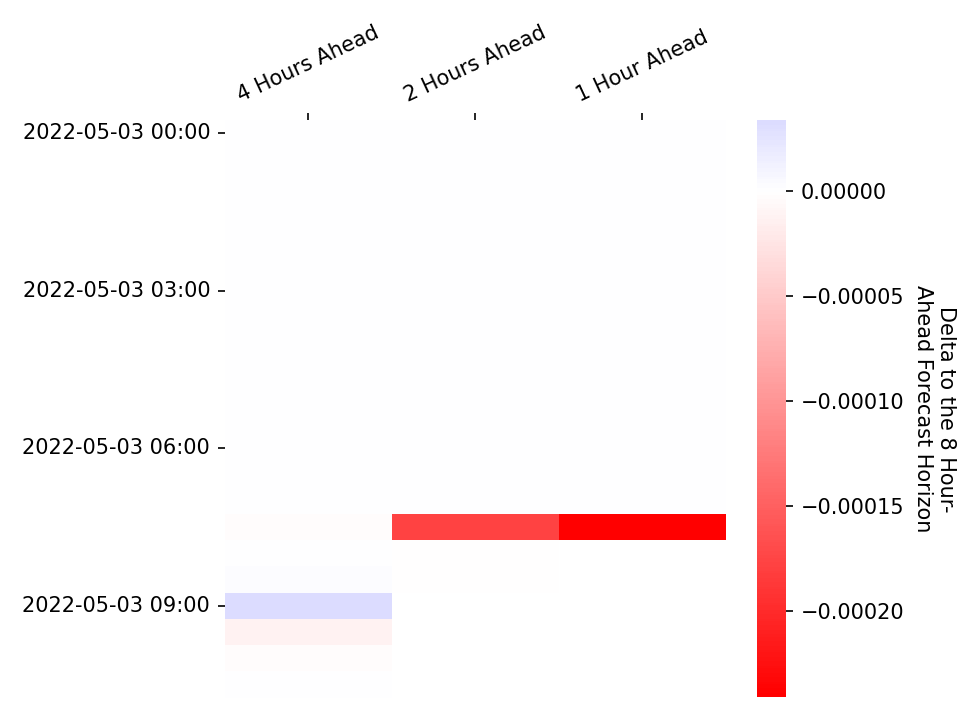 4 Hours Ahead
2 Hours Ahead
1 Hour Ahead
2022-05-03 00:00
2022-05-03 03:00
2022-05-03 06:00
2022-05-03 09:00
0.00000
−0.00005
−0.00010
−0.00015
−0.00020
Delta to the 8 Hour-
Ahead Forecast Horizon